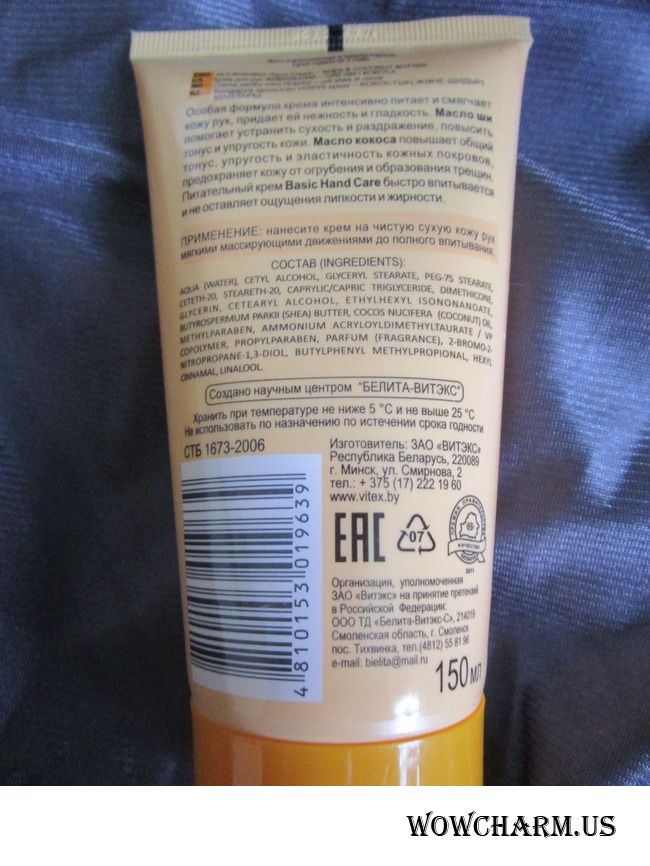 SHEA & COCONUT BUTTER
Особая формула крема интенсивно питает и смягчает
кожу рук, придает ей нежность и гладкость. Масло ши
помогает устранить сухость и раздражение, повысить
тонус и упругость кожи. Масло кокоса повышает общий
тонус, упругость и эластичность кожных покровов,
предохраняет кожу от огрубения и образования трещин.
Питательный крем Basic Hand Care быстро впитывается
и не оставляет ощущения липкости и жирности.
ПРИМЕНЕНИЕ: нанесите крем на чистую сухую кожу рук
мягкими массирующими движениями до полного впитывания.
СОСТАВ (INGREDIENTS):
AQUA (WATER), CETYL ALCOHOL, GLYCERYL STEARATE, PEG-75 STEARATE,
CETETH-20, STEARETH-20, CAPRYLIC/CAPRIC TRIGLYCERIDE, DIMETHICONE,
GLYCERIN, CETEARYL ALCOHOL, ETHYLHEXYL ISONONANOATE,
BUTYROSPERMUM PARKII (SHEA) BUTTER, COCOS NUCIFERA (COCONUT) OIL,
METHYLPARABEN, AMMONIUM ACRYLOYLDIMETHYLTAURATE / VP
COPOLYMER, PROPYLPARABEN, PARFUM (FRAGRANCE), 2-BROMO-2-
NITROPROPANE-1,3-DIOL, BUTYLPHENYL METHYLPROPIONAL, HEXYL
CINNAMAL, LINALOOL.
Создано научным центром "БЕЛИТА-ВИТЭКС"
Хранить при температуре не ниже 5 °С и не выше 25 °С
Не использовать по назначению по истечении срока годности
СТБ 1673-2006
Изготовитель: ЗАО «ВИТЭКС»
Республика Беларусь, 220089
г. Минск, ул. Смирнова, 2
тел.: + 375 (17) 222 19 60
www.vitex.by
4 810153 019639
EAC
07
2011
Организация, уполномоченная
ЗАО «Витэкс» на принятие претензий
в Российской Федерации:
ООО ТД «Белита-Витэкс-С», 214019
Смоленская область, г. Смоленск
пос. Тихвинка, тел.(4812) 55 81 96
e-mail: bielita@mail.ru
150 мл
WOWCHARM.US